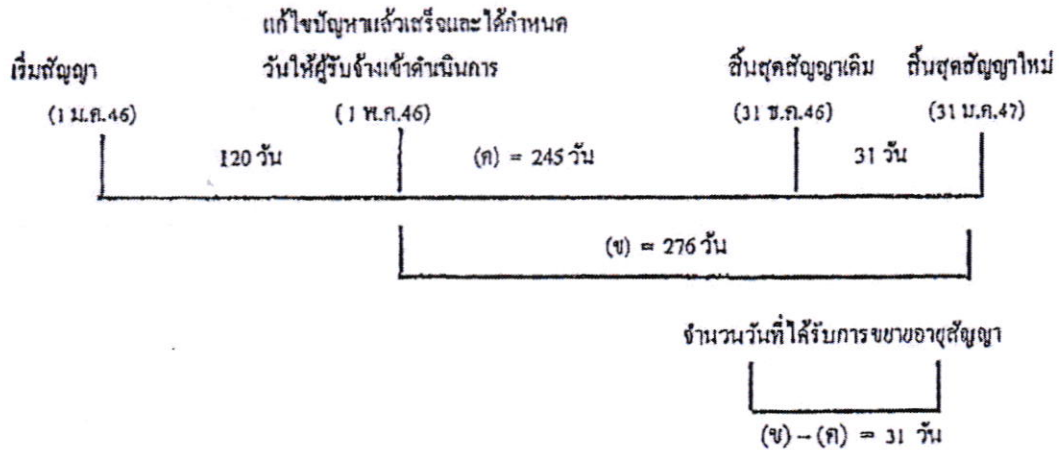 แก้ไขปัญหาแล้วเสร็จและได้กำหนด
เริ่มสัญญา วันให้ผู้รับจ้างเข้าดำเนินการ สิ้นสุดสัญญาเดิม สิ้นสุดสัญญาใหม่
(1 ม.ค.46) (1 พ.ค.46) (31 ธ.ค.46) (31 ม.ค.47)
120 วัน (ค) = 245 วัน 31 วัน
(ข) = 276 วัน
จำนวนวันที่ได้รับการขยายอายุสัญญา
(ข) – (ค) = 31 วัน